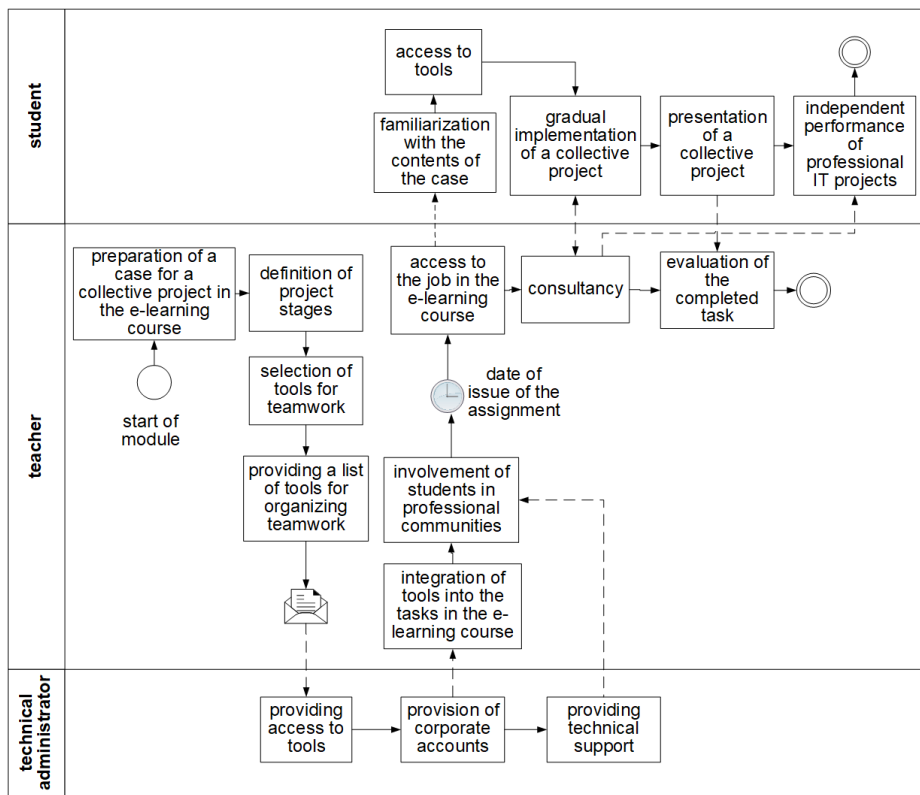 student
access to
tools
familiarization
with the
contents of
the case
gradual
implementation
of a collective
project
presentation
of a
collective
project
independent
performance
of
professional
IT projects
teacher
preparation of a
case for a
collective project in
the e-learning
course
definition of
project
stages
access to
the job in the
e-learning
course
consultancy
evaluation of
the
completed
task
start of
module
selection of
tools for
teamwork
date of
issue of the
assignment
providing a list
of tools for
organizing
teamwork
involvement of
students in
professional
communities
integration of
tools into the
tasks in the e-
learning course
technical
administrator
providing
access to
tools
provision of
corporate
accounts
providing
technical
support